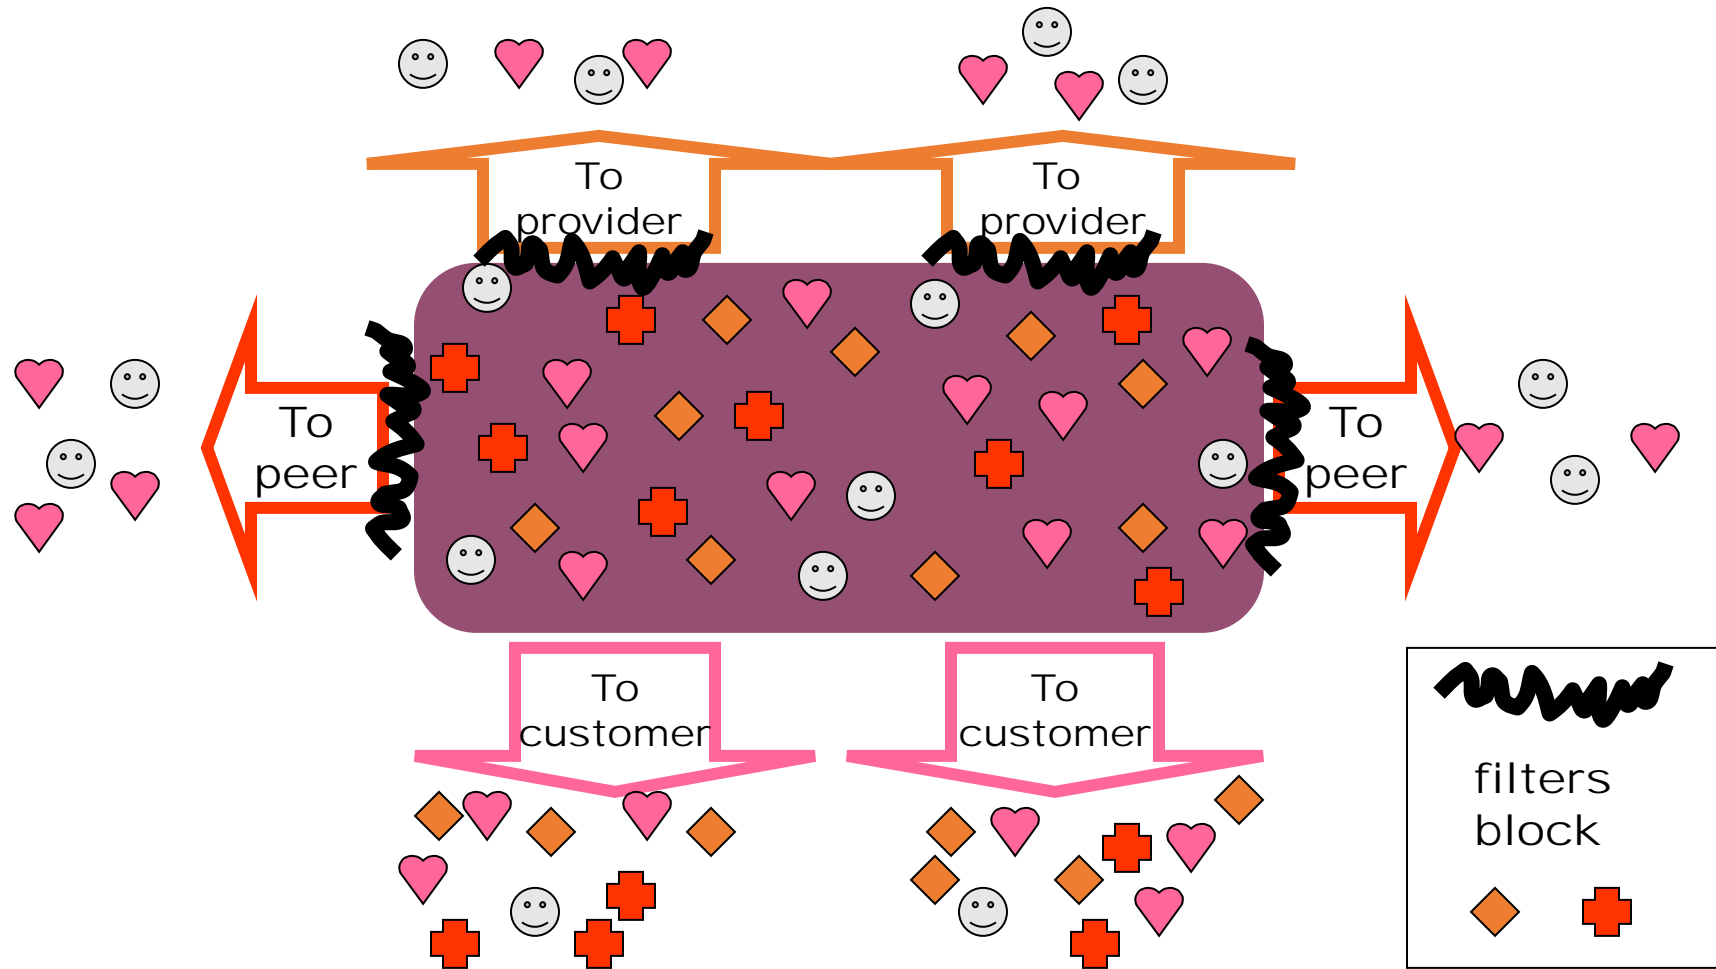 To
provider
To
provider
To
peer
To
peer
To
customer
To
customer
filters
block